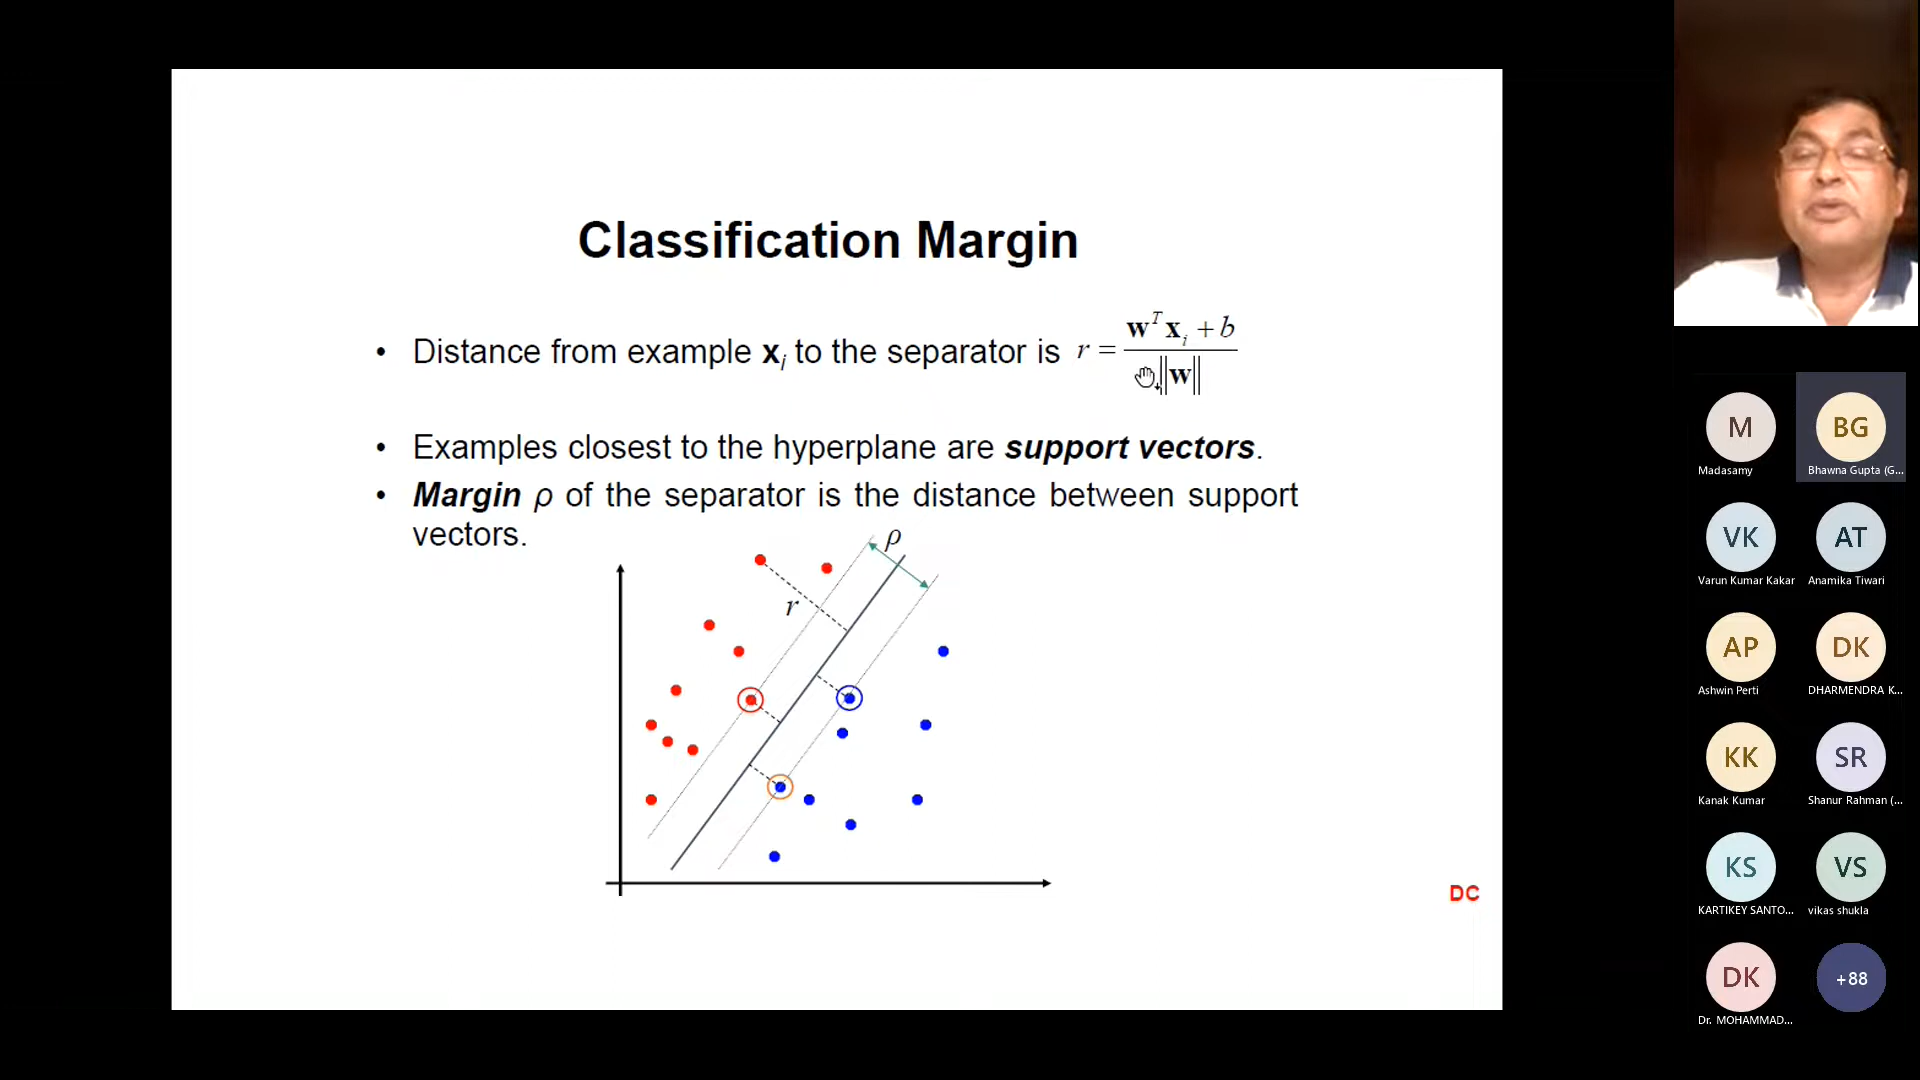 Classification Margin
• Distance from example xᵢ to the separator is r = (wᵀxᵢ + b) / ||w||
• Examples closest to the hyperplane are support vectors.
• Margin ρ of the separator is the distance between support
vectors.
ρ
r
DC
M
BG
Madasamy
Bhawna Gupta (G...
VK
AT
Varun Kumar Kakar
Anamika Tiwari
AP
DK
Ashwin Perti
DHARMENDRA K...
KK
SR
Kanak Kumar
Shanur Rahman (...
KS
VS
KARTIKEY SANTO...
vikas shukla
DK
+88
Dr. MOHAMMAD...